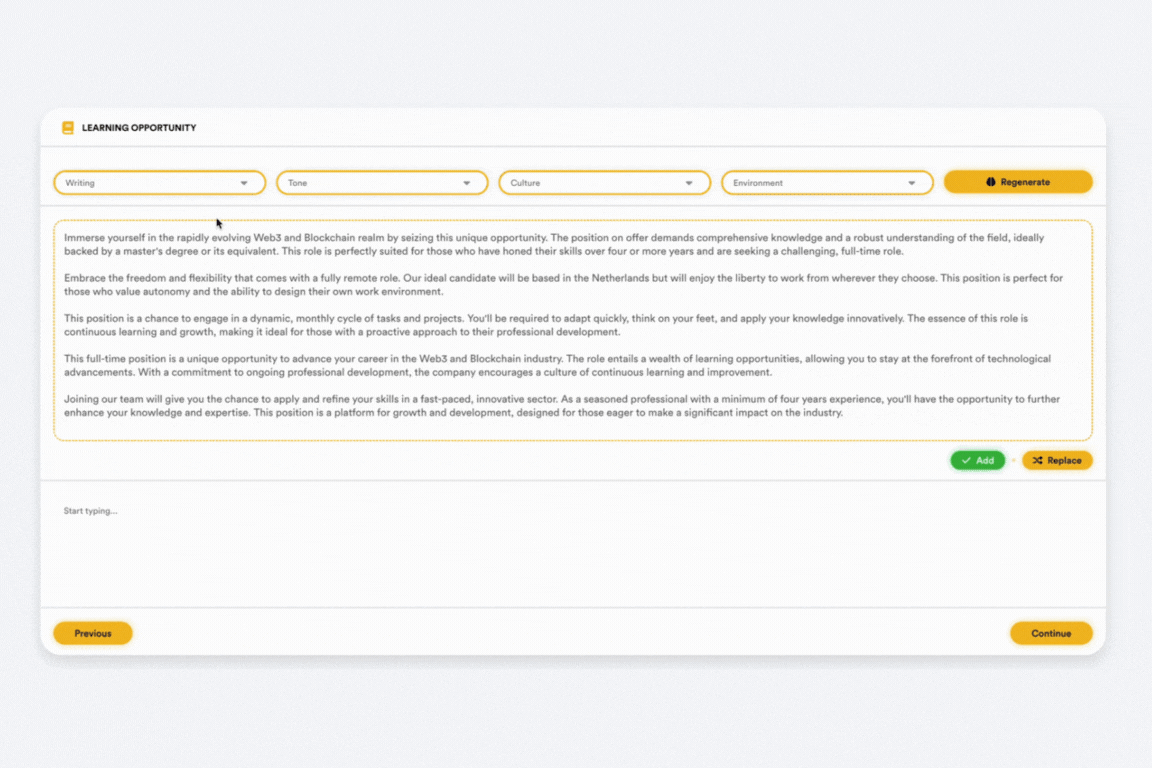 LEARNING OPPORTUNITY
Writing
Tone
Culture
Environment
Regenerate
Immerse yourself in the rapidly evolving Web3 and Blockchain realm by seizing this unique opportunity. The position on offer demands comprehensive knowledge and a robust understanding of the field, ideally
backed by a master's degree or its equivalent. This role is perfectly suited for those who have honed their skills over four or more years and are seeking a challenging, full-time role.
Embrace the freedom and flexibility that comes with a fully remote role. Our ideal candidate will be based in the Netherlands but will enjoy the liberty to work from wherever they choose. This position is perfect for
those who value autonomy and the ability to design their own work environment.
This position is a chance to engage in a dynamic, monthly cycle of tasks and projects. You'll be required to adapt quickly, think on your feet, and apply your knowledge innovatively. The essence of this role is
continuous learning and growth, making it ideal for those with a proactive approach to their professional development.
This full-time position is a unique opportunity to advance your career in the Web3 and Blockchain industry. The role entails a wealth of learning opportunities, allowing you to stay at the forefront of technological
advancements. With a commitment to ongoing professional development, the company encourages a culture of continuous learning and improvement.
Joining our team will give you the chance to apply and refine your skills in a fast-paced, innovative sector. As a seasoned professional with a minimum of four years experience, you'll have the opportunity to further
enhance your knowledge and expertise. This position is a platform for growth and development, designed for those eager to make a significant impact on the industry.
Add
Replace
Start typing...
Previous
Continue